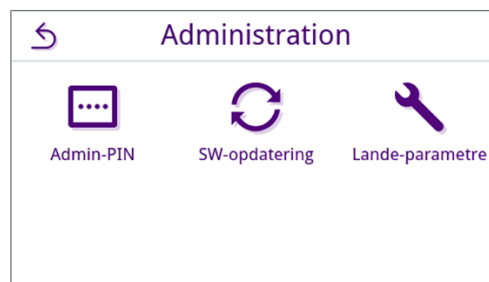 Administration
Admin-PIN
SW-opdatering
Lande-parametre